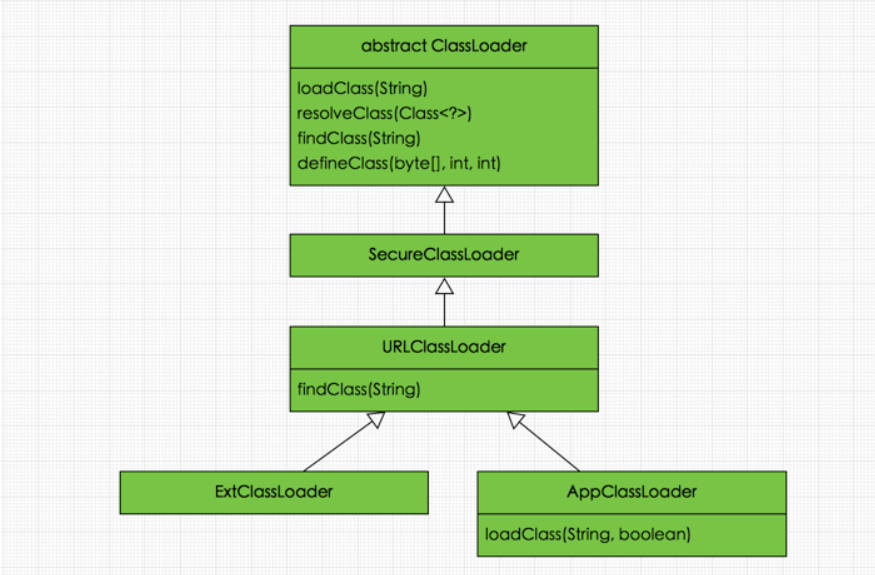 abstract ClassLoader
loadClass(String)
resolveClass(Class<?>)
findClass(String)
defineClass(byte[], int, int)
SecureClassLoader
URLClassLoader
findClass(String)
ExtClassLoader
AppClassLoader
loadClass(String, boolean)